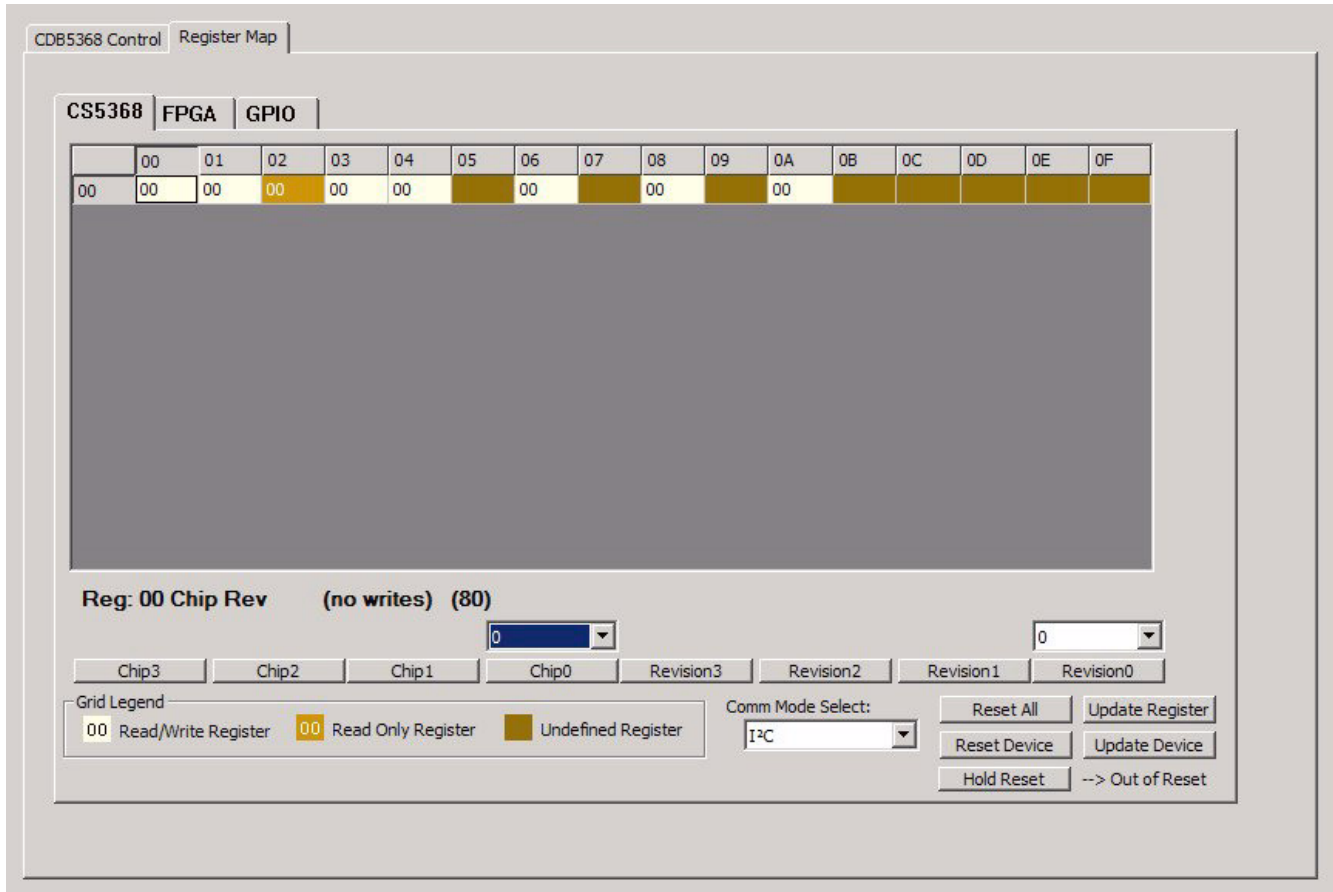 CDB5368 Control Register Map
CS5368 FPGA GPIO
00 01 02 03 04 05 06 07 08 09 0A 0B 0C 0D 0E 0F
00 00 00 00 00 00 00 00 00
Reg: 00 Chip Rev (no writes) (80)
0 0
Chip3 Chip2 Chip1 Chip0 Revision3 Revision2 Revision1 Revision0
Grid Legend
00 Read/Write Register 00 Read Only Register Undefined Register
Comm Mode Select:
I²C
Reset All Update Register
Reset Device Update Device
Hold Reset --> Out of Reset